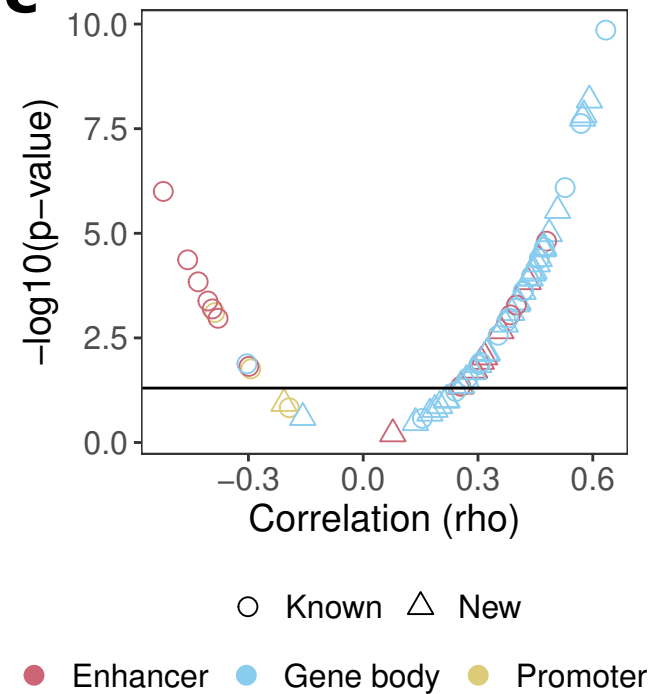 c
10.0
7.5
5.0
2.5
0.0
−log10(p−value)
−0.3 0.0 0.3 0.6
Correlation (rho)
Known New
Enhancer Gene body Promoter